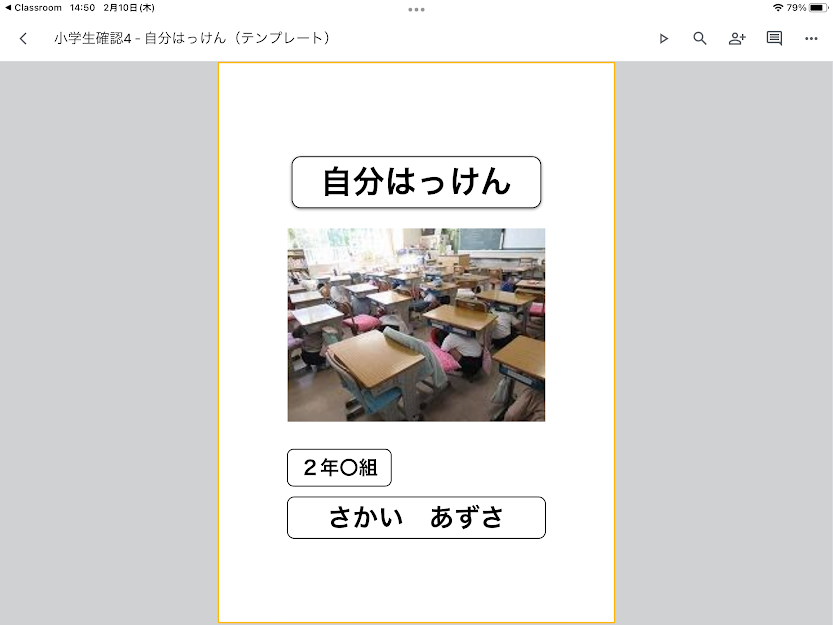 ◀ Classroom 14:50 2月10日(木) 79%
小学生確認4 - 自分はっけん（テンプレート）
自分はっけん
２年〇組
さかい　あずさ